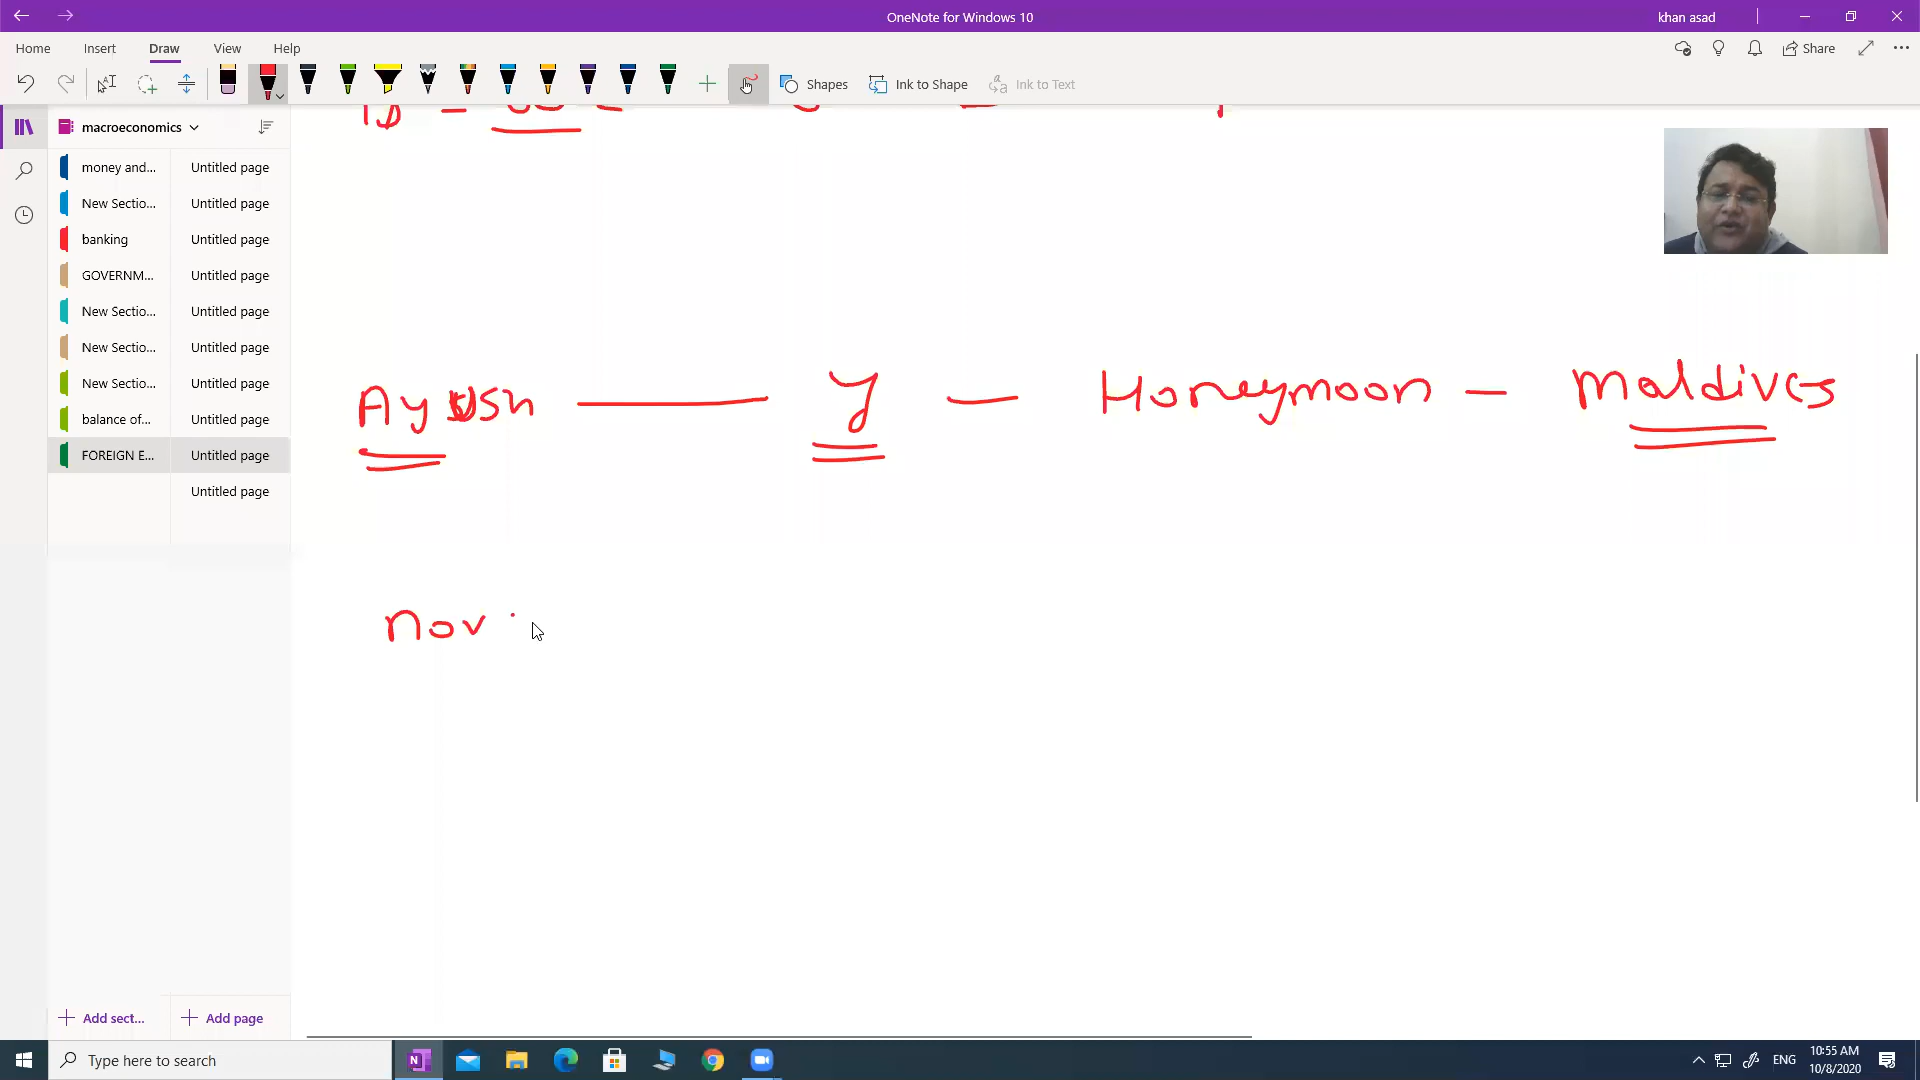 OneNote for Windows 10
khan asad
Home Insert Draw View Help
Share
Shapes Ink to Shape Ink to Text
macroeconomics
money and... Untitled page
New Sectio... Untitled page
banking Untitled page
GOVERNM... Untitled page
New Sectio... Untitled page
New Sectio... Untitled page
New Sectio... Untitled page
balance of... Untitled page
FOREIGN E... Untitled page
Untitled page
Ayush — y — Honeymoon — Maldives
Nov
+ Add sect... + Add page
Type here to search
ENG
10:55 AM
10/8/2020